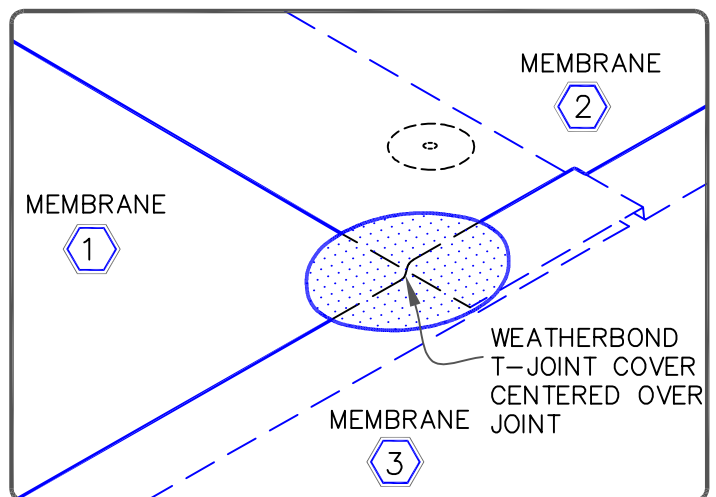 MEMBRANE
2
MEMBRANE
1
WEATHERBOND
T-JOINT COVER
CENTERED OVER
JOINT
MEMBRANE
3